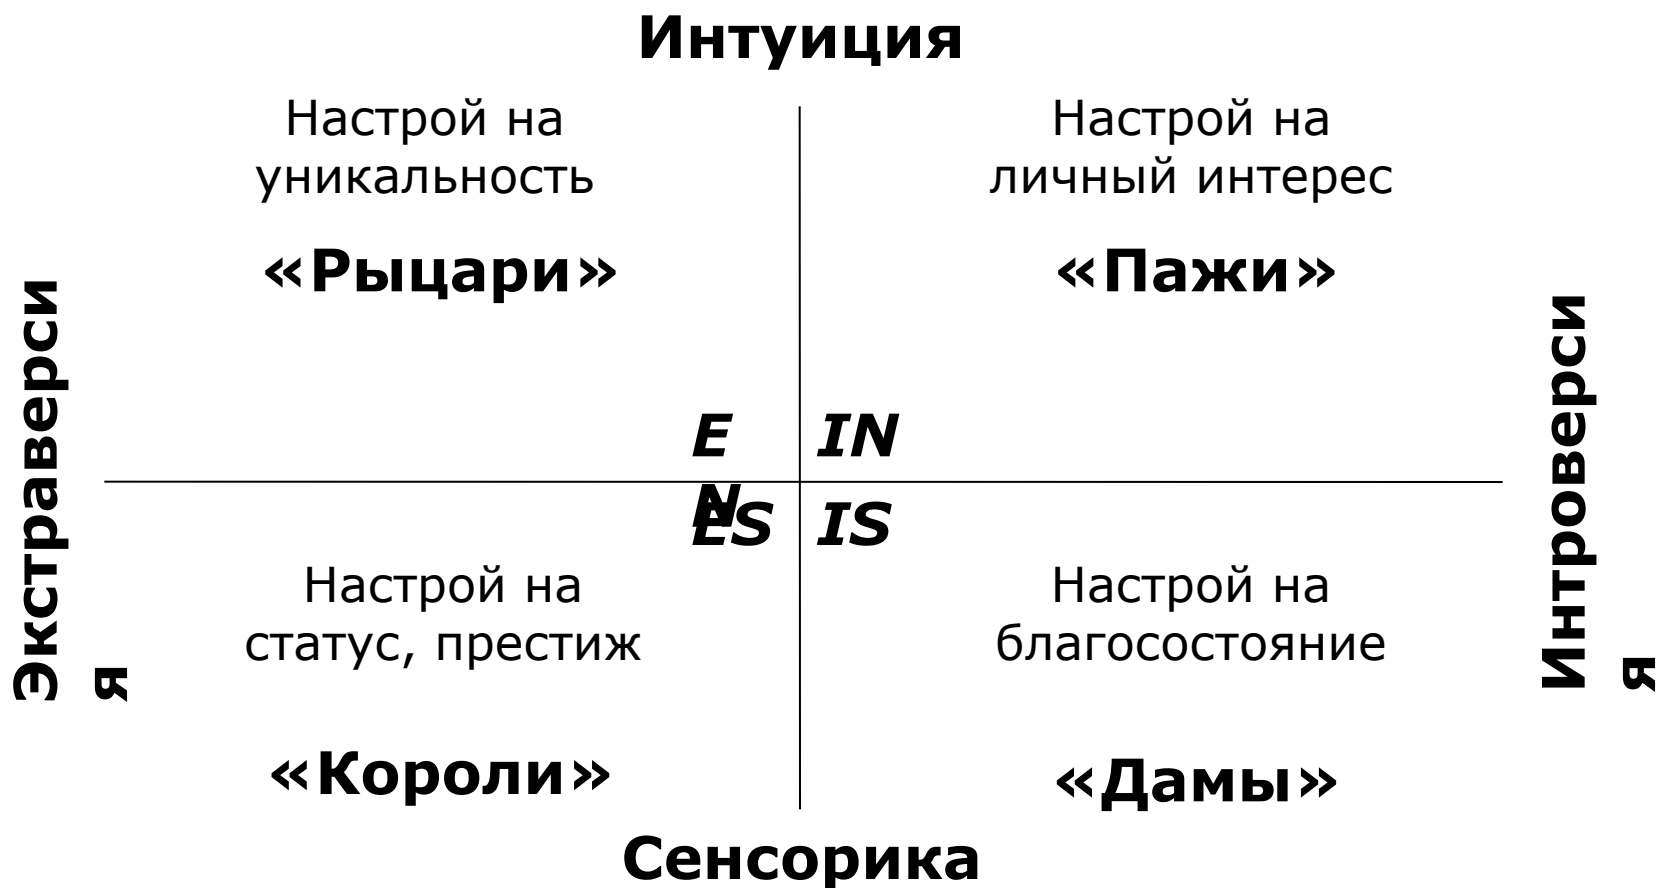 Интуиция
Настрой на
уникальность
«Рыцари»
Настрой на
личный интерес
«Пажи»
Экстраверси
я
Интроверси
я
E
N
IN
ES
IS
Настрой на
статус, престиж
«Короли»
Настрой на
благосостояние
«Дамы»
Сенсорика